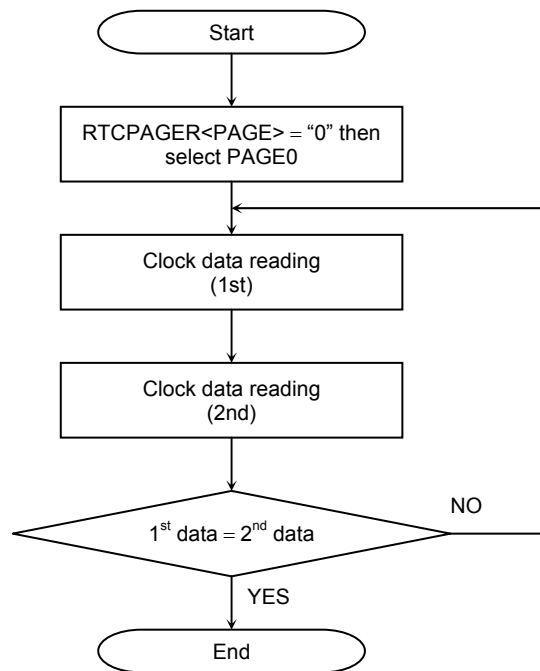 Start
RTCPAGER<PAGE> = “0” then
select PAGE0
Clock data reading
(1st)
Clock data reading
(2nd)
1st data = 2nd data
NO
YES
End